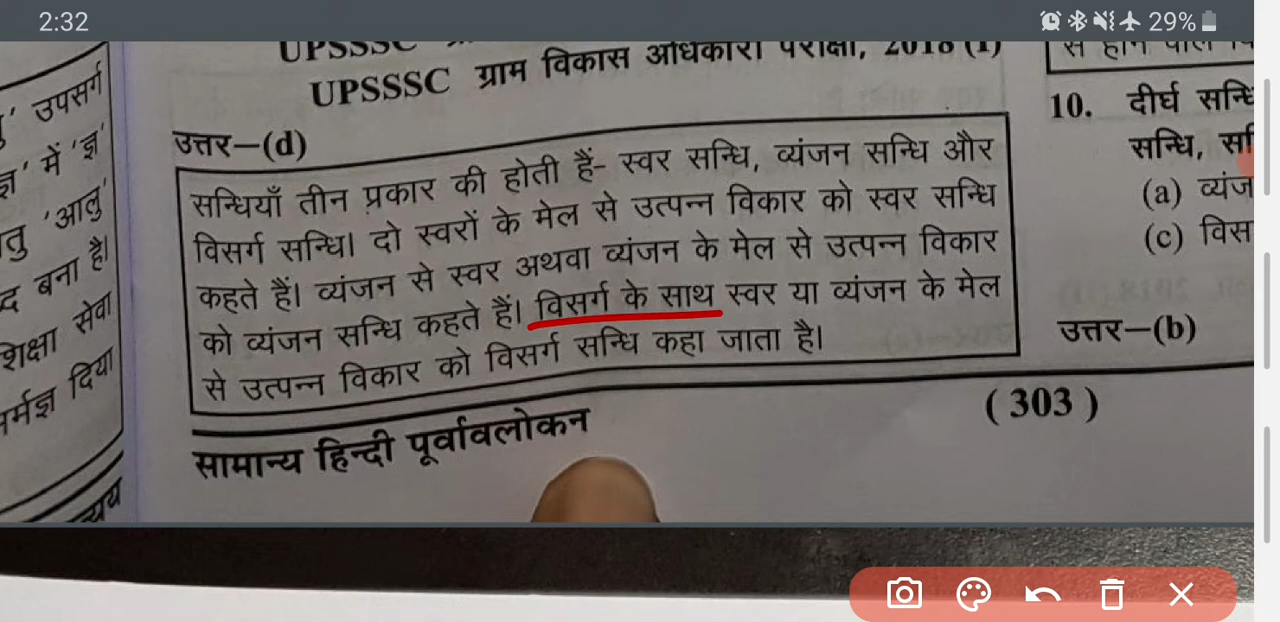 2:32
29%
UPSSSC
UPSSSC ग्राम विकास अधिकारी परीक्षा, 2018 (I)
उत्तर–(d)
सन्धियाँ तीन प्रकार की होती हैं- स्वर सन्धि, व्यंजन सन्धि और
विसर्ग सन्धि। दो स्वरों के मेल से उत्पन्न विकार को स्वर सन्धि
कहते हैं। व्यंजन से स्वर अथवा व्यंजन के मेल से उत्पन्न विकार
को व्यंजन सन्धि कहते हैं। विसर्ग के साथ स्वर या व्यंजन के मेल
से उत्पन्न विकार को विसर्ग सन्धि कहा जाता है।
सामान्य हिन्दी पूर्वावलोकन
( 303 )
उपसर्ग
में 'ज्ञ'
'आलु'
बना है।
शिक्षा सेवा
दिया
10. दीर्घ सन्धि
सन्धि,
(a)
(c)
उत्तर–(b)